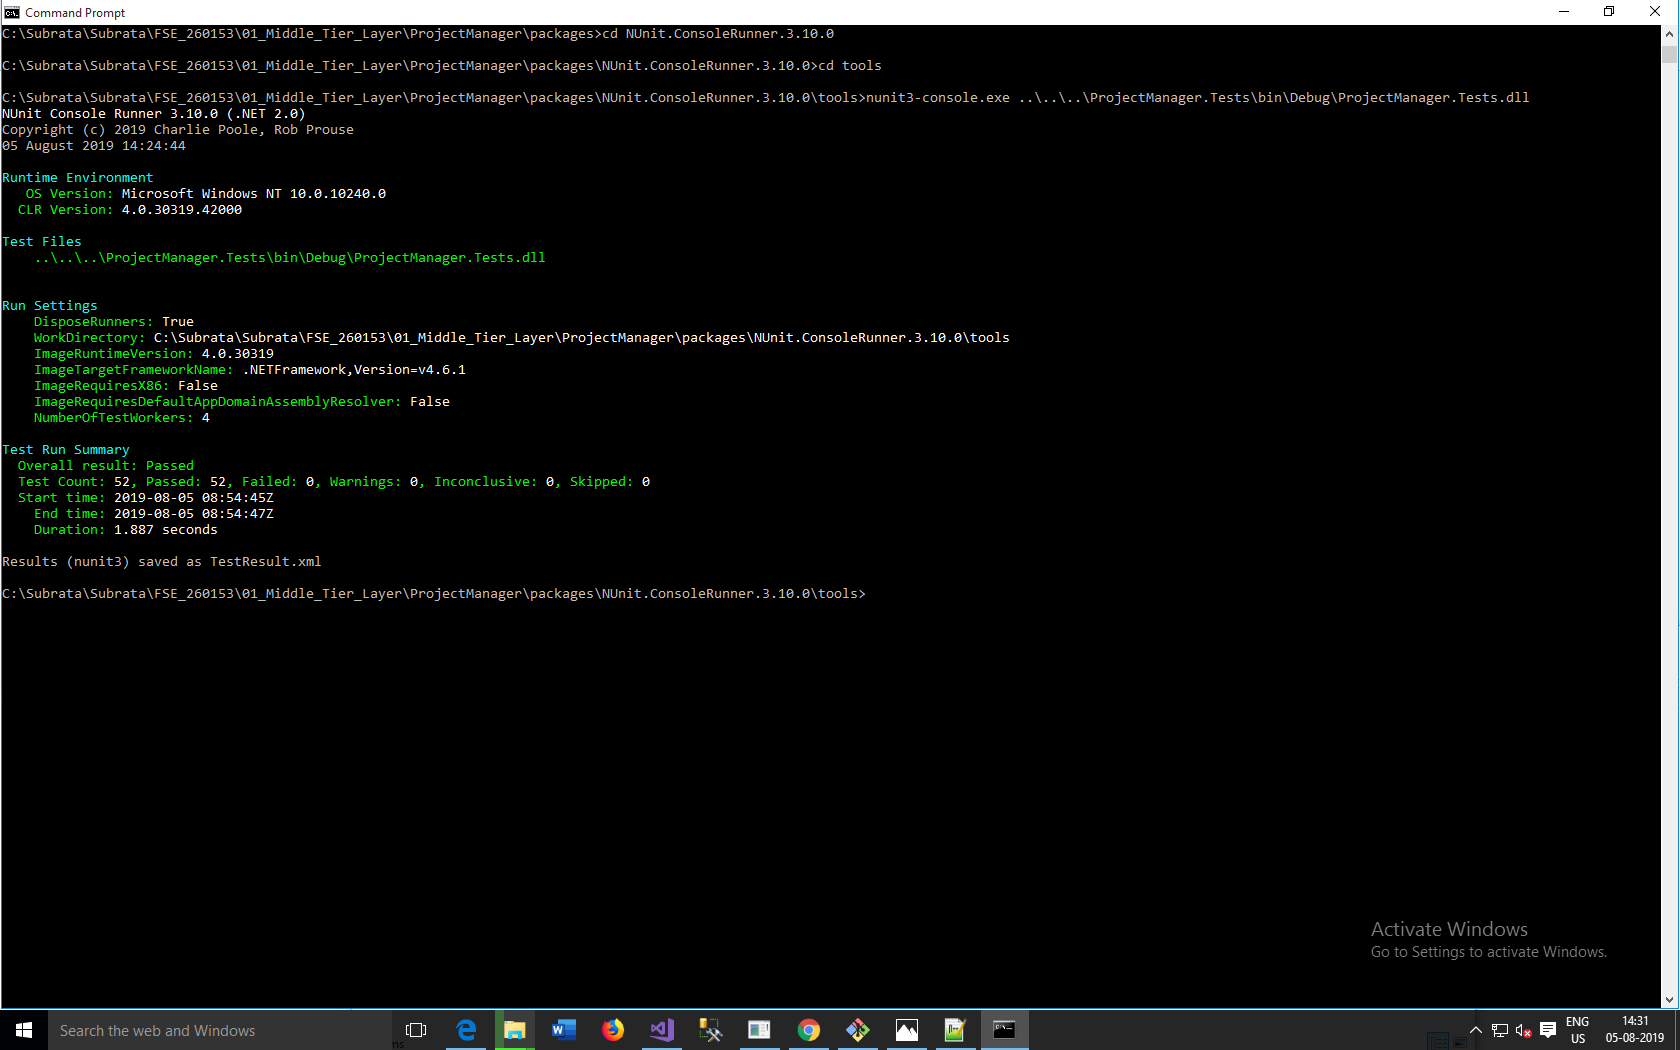 Command Prompt
C:\Subrata\Subrata\FSE_260153\01_Middle_Tier_Layer\ProjectManager\packages>cd NUnit.ConsoleRunner.3.10.0
C:\Subrata\Subrata\FSE_260153\01_Middle_Tier_Layer\ProjectManager\packages\NUnit.ConsoleRunner.3.10.0>cd tools
C:\Subrata\Subrata\FSE_260153\01_Middle_Tier_Layer\ProjectManager\packages\NUnit.ConsoleRunner.3.10.0\tools>nunit3-console.exe ..\..\..\ProjectManager.Tests\bin\Debug\ProjectManager.Tests.dll
NUnit Console Runner 3.10.0 (.NET 2.0)
Copyright (c) 2019 Charlie Poole, Rob Prouse
05 August 2019 14:24:44
Runtime Environment
OS Version: Microsoft Windows NT 10.0.10240.0
CLR Version: 4.0.30319.42000
Test Files
..\..\..\ProjectManager.Tests\bin\Debug\ProjectManager.Tests.dll
Run Settings
DisposeRunners: True
WorkDirectory: C:\Subrata\Subrata\FSE_260153\01_Middle_Tier_Layer\ProjectManager\packages\NUnit.ConsoleRunner.3.10.0\tools
ImageRuntimeVersion: 4.0.30319
ImageTargetFrameworkName: .NETFramework,Version=v4.6.1
ImageRequiresX86: False
ImageRequiresDefaultAppDomainAssemblyResolver: False
NumberOfTestWorkers: 4
Test Run Summary
Overall result: Passed
Test Count: 52, Passed: 52, Failed: 0, Warnings: 0, Inconclusive: 0, Skipped: 0
Start time: 2019-08-05 08:54:45Z
End time: 2019-08-05 08:54:47Z
Duration: 1.887 seconds
Results (nunit3) saved as TestResult.xml
C:\Subrata\Subrata\FSE_260153\01_Middle_Tier_Layer\ProjectManager\packages\NUnit.ConsoleRunner.3.10.0\tools>
Activate Windows
Go to Settings to activate Windows.
Search the web and Windows
ms
ENG
US
14:31
05-08-2019